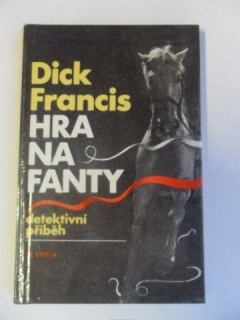 Dick
Francis
HRA
NA
FANTY
detektivní
příběh